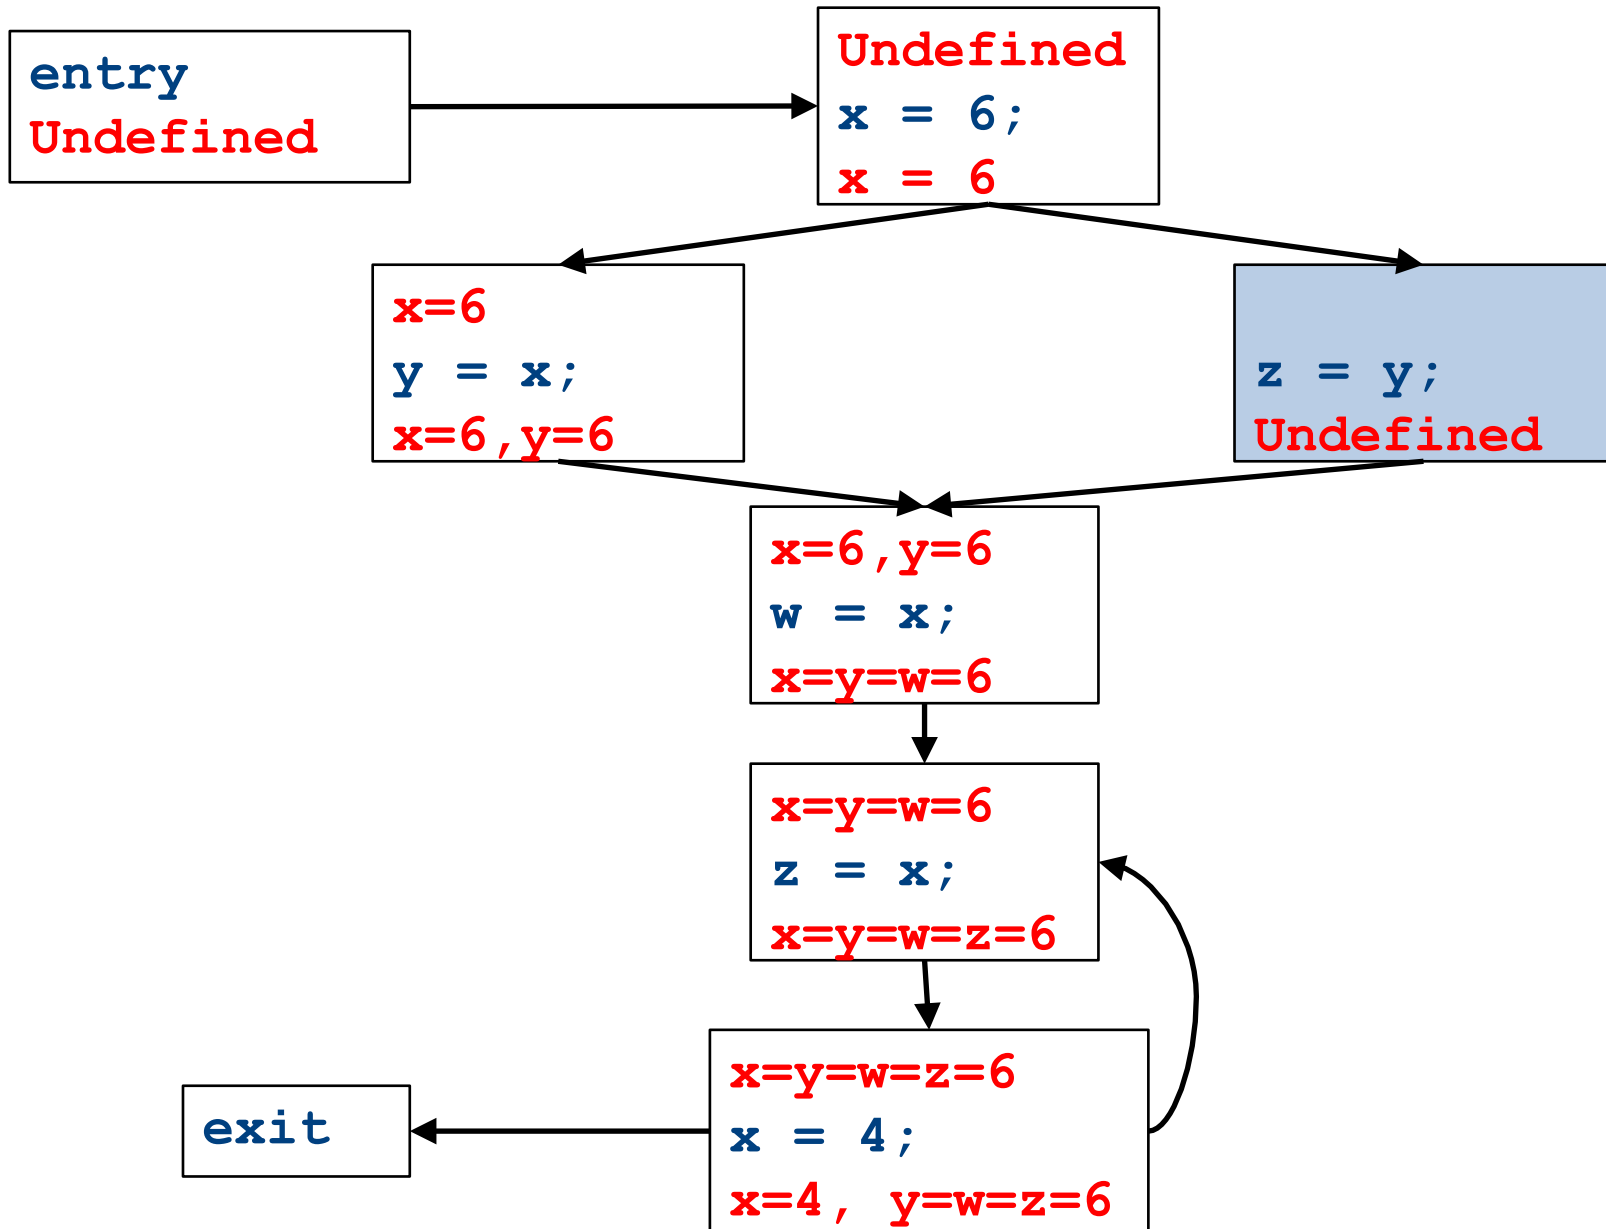 entry
Undefined
Undefined
x = 6;
x = 6
x=6
y = x;
x=6,y=6
z = y;
Undefined
x=6,y=6
w = x;
x=y=w=6
x=y=w=6
z = x;
x=y=w=z=6
x=y=w=z=6
x = 4;
x=4, y=w=z=6
exit